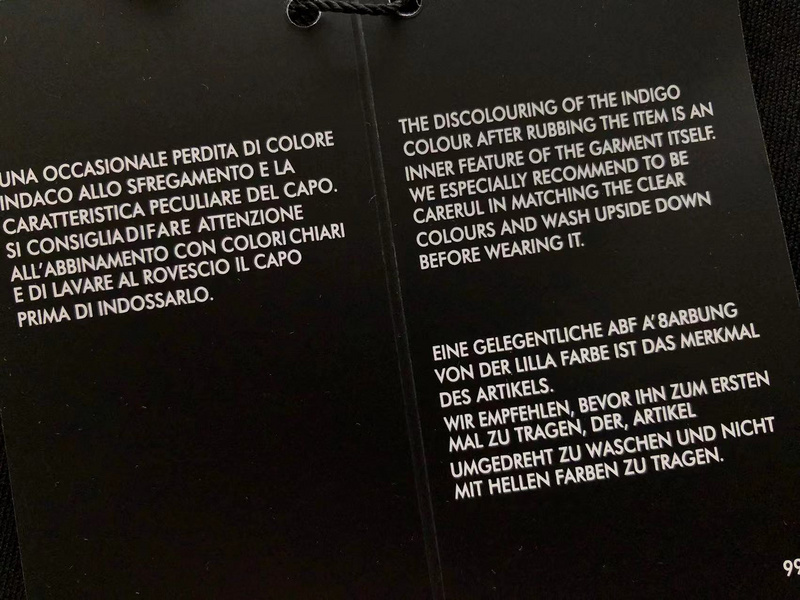 UNA OCCASIONALE PERDITA DI COLORE
INDACO ALLO SFREGAMENTO E LA
CARATTERISTICA PECULIARE DEL CAPO.
SI CONSIGLIA DI FARE ATTENZIONE
ALL'ABBINAMENTO CON COLORI CHIARI
E DI LAVARE AL ROVESCIO IL CAPO
PRIMA DI INDOSSARLO.
THE DISCOLOURING OF THE INDIGO
COLOUR AFTER RUBBING THE ITEM IS AN
INNER FEATURE OF THE GARMENT ITSELF.
WE ESPECIALLY RECOMMEND TO BE
CARERUL IN MATCHING THE CLEAR
COLOURS AND WASH UPSIDE DOWN
BEFORE WEARING IT.
EINE GELEGENTLICHE ABF A'8ARBUNG
VON DER LILLA FARBE IST DAS MERKMAL
DES ARTIKELS.
WIR EMPFEHLEN, BEVOR IHN ZUM ERSTEN
MAL ZU TRAGEN, DER, ARTIKEL
UMGEDREHT ZU WASCHEN UND NICHT
MIT HELLEN FARBEN ZU TRAGEN.
99